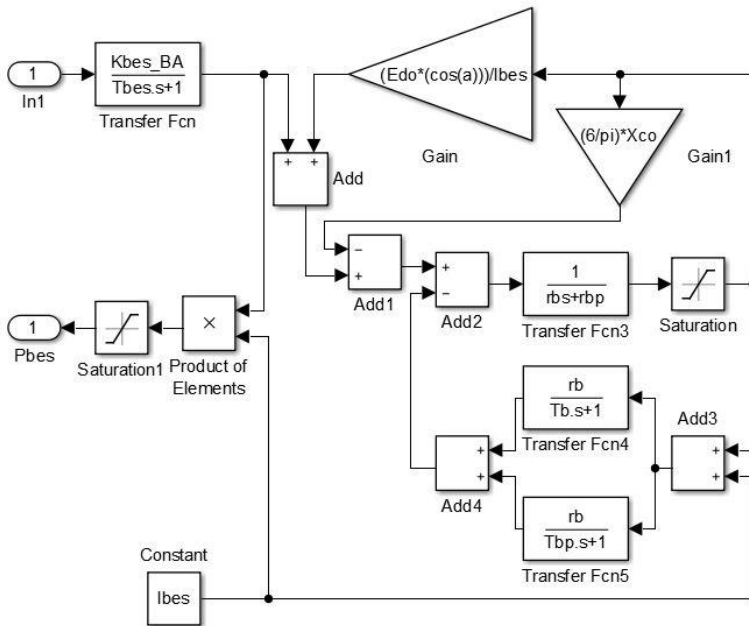 1
In1
Kbes_BA
Tbes.s+1
Transfer Fcn
(Edo*(cos(a)))/Ibes
Gain
(6/pi)*Xco
Gain1
+ +
Add
−
+
Add1
+
−
Add2
1
rbs+rbp
Transfer Fcn3
Saturation
1
Pbes
Saturation1
×
Product of
Elements
rb
Tb.s+1
Transfer Fcn4
Add3
+
+
+
+
Add4
rb
Tbp.s+1
Transfer Fcn5
Constant
Ibes